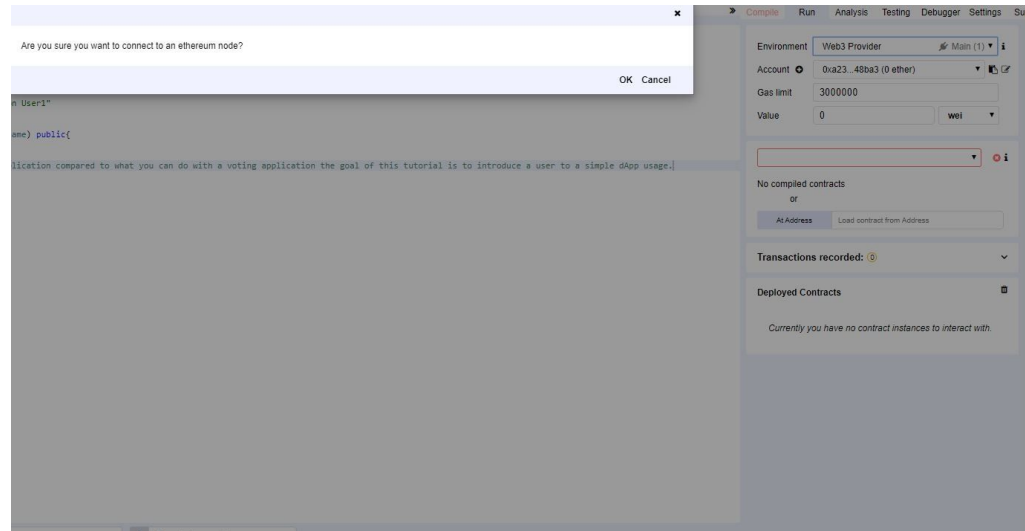 ×
» Compile Run Analysis Testing Debugger Settings Su
Are you sure you want to connect to an ethereum node?
OK Cancel
Environment Web3 Provider Main (1) ▾ i
Account 0xa23...48ba3 (0 ether)
Gas limit 3000000
Value 0 wei
n User1"
ame) public{
lication compared to what you can do with a voting application the goal of this tutorial is to introduce a user to a simple dApp usage.
No compiled contracts
or
At Address Load contract from Address
Transactions recorded: 0
Deployed Contracts
Currently you have no contract instances to interact with.